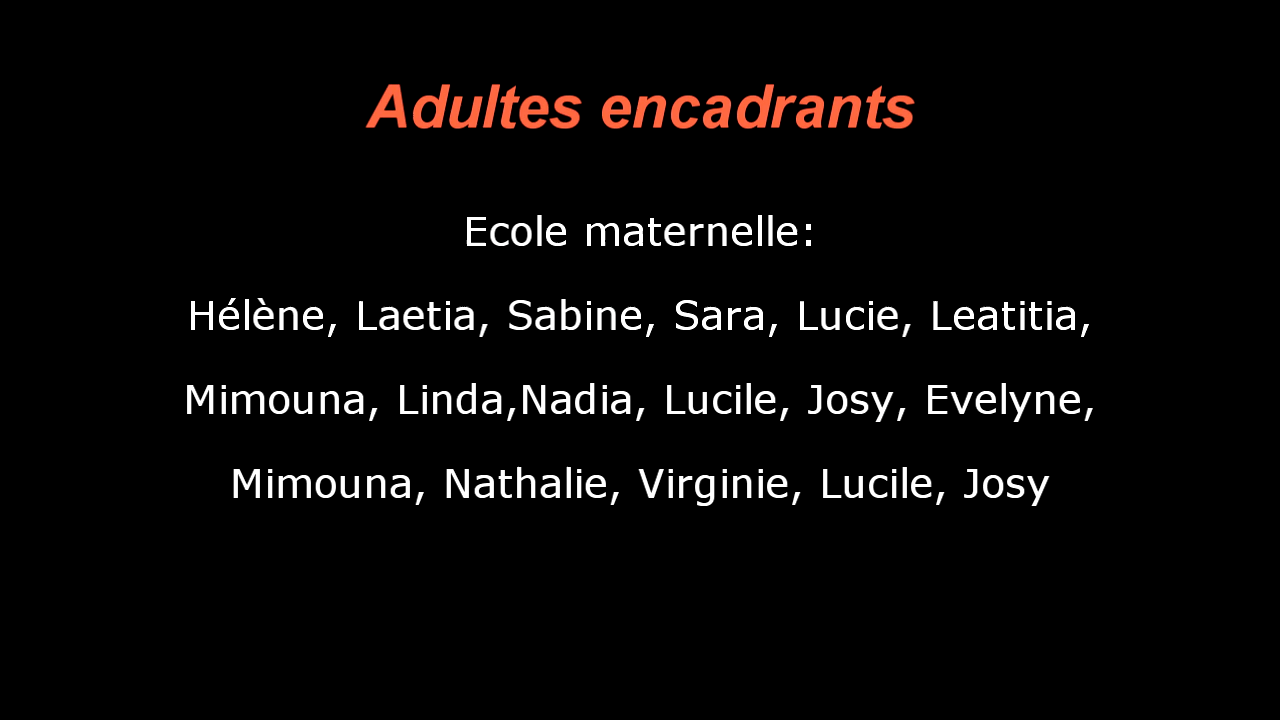 Adultes encadrants
Ecole maternelle:
Hélène, Laetia, Sabine, Sara, Lucie, Leatitia,
Mimouna, Linda,Nadia, Lucile, Josy, Evelyne,
Mimouna, Nathalie, Virginie, Lucile, Josy